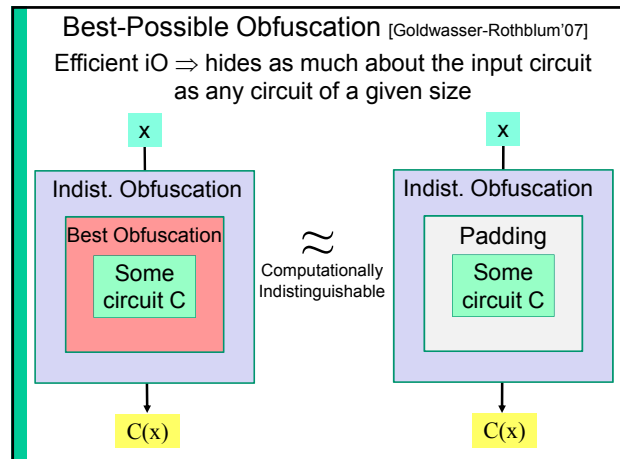 Best-Possible Obfuscation [Goldwasser-Rothblum'07]
Efficient iO ⇒ hides as much about the input circuit
as any circuit of a given size
x
Indist. Obfuscation
Best Obfuscation
Some
circuit C
C(x)
≈
Computationally
Indistinguishable
x
Indist. Obfuscation
Padding
Some
circuit C
C(x)